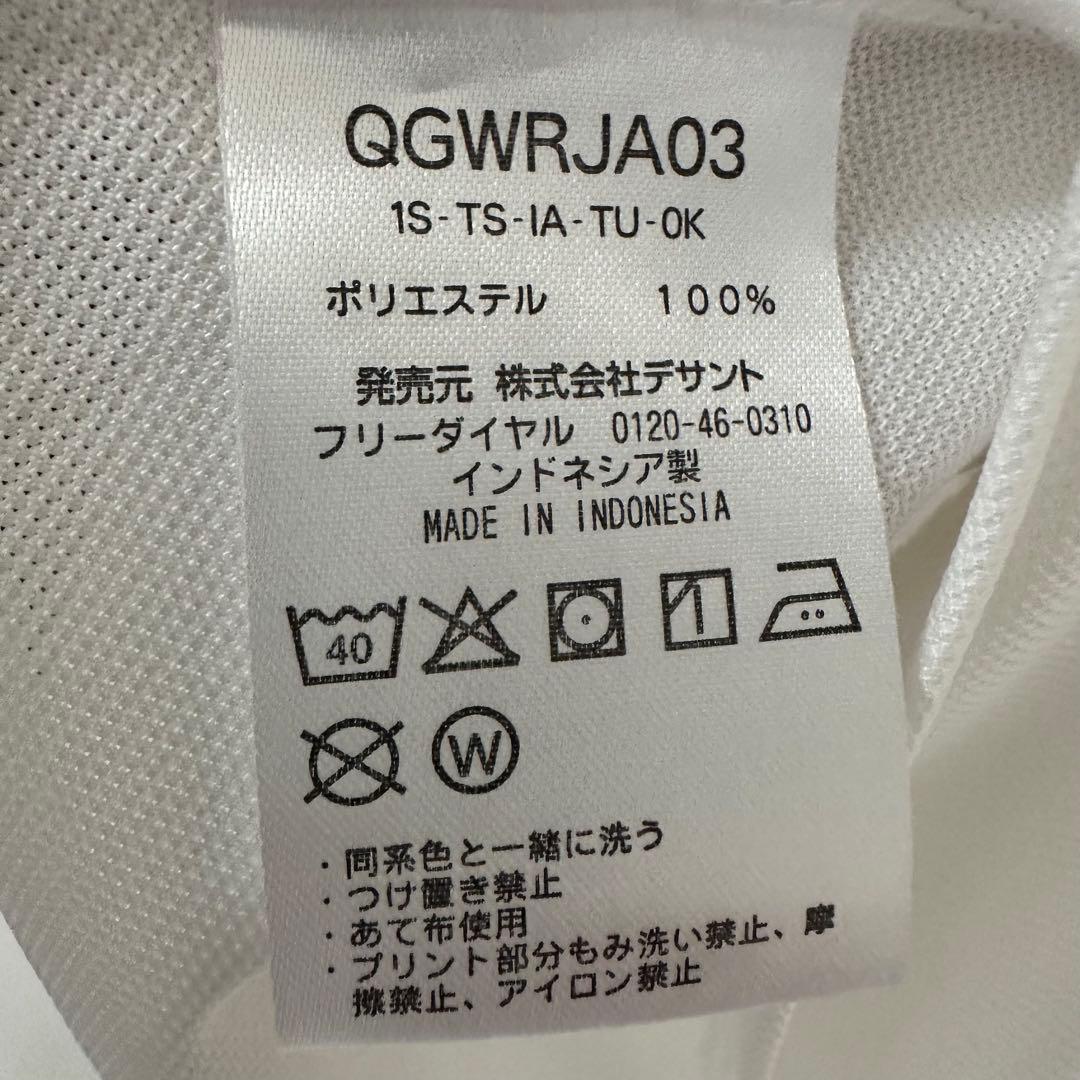 QGWRJA03
1S-TS-IA-TU-0K
ポリエステル 100%
発売元 株式会社デサント
フリーダイヤル 0120-46-0310
インドネシア製
MADE IN INDONESIA
40
W
・同系色と一緒に洗う
・つけ置き禁止
・あて布使用
・プリント部分もみ洗い禁止、摩
擦禁止、アイロン禁止